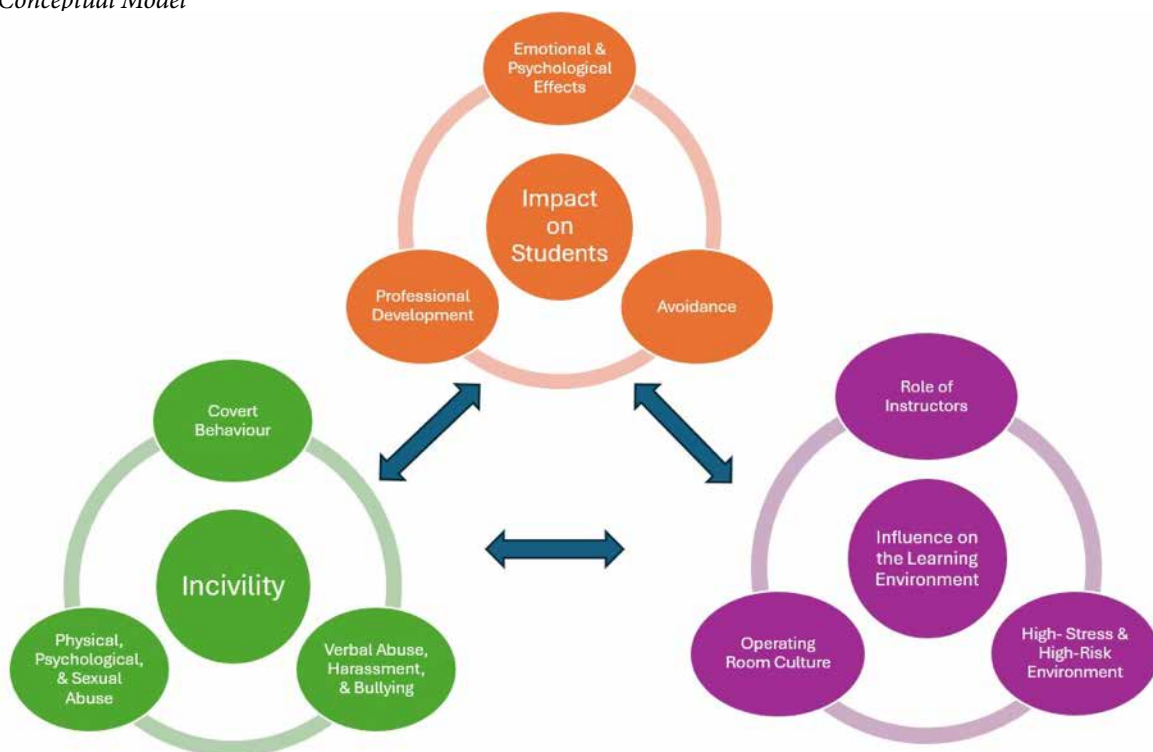 Conceptual Model
Emotional &
Psychological
Effects
Impact
on
Students
Professional
Development
Avoidance
Covert
Behaviour
Incivility
Physical,
Psychological,
& Sexual
Abuse
Verbal Abuse,
Harassment,
& Bullying
Role of
Instructors
Influence on
the Learning
Environment
Operating
Room Culture
High- Stress &
High-Risk
Environment